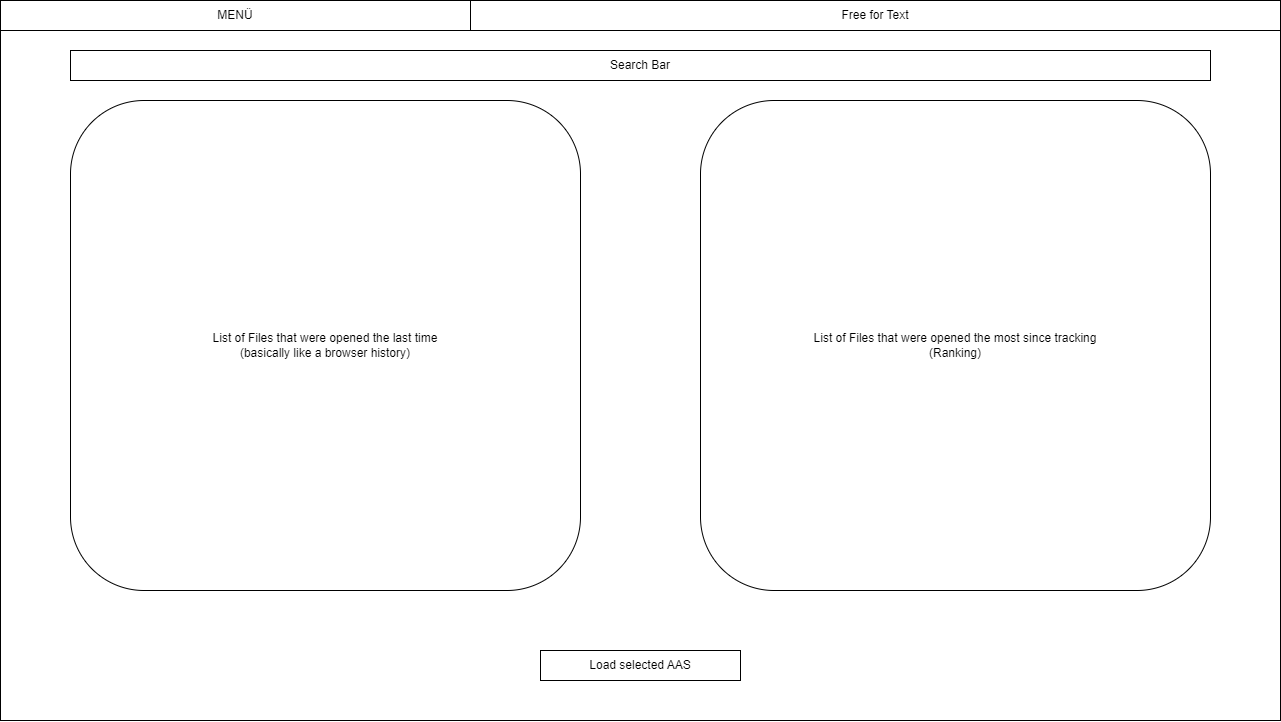 MENÜ
Free for Text
Search Bar
List of Files that were opened the last time
(basically like a browser history)
List of Files that were opened the most since tracking
(Ranking)
Load selected AAS